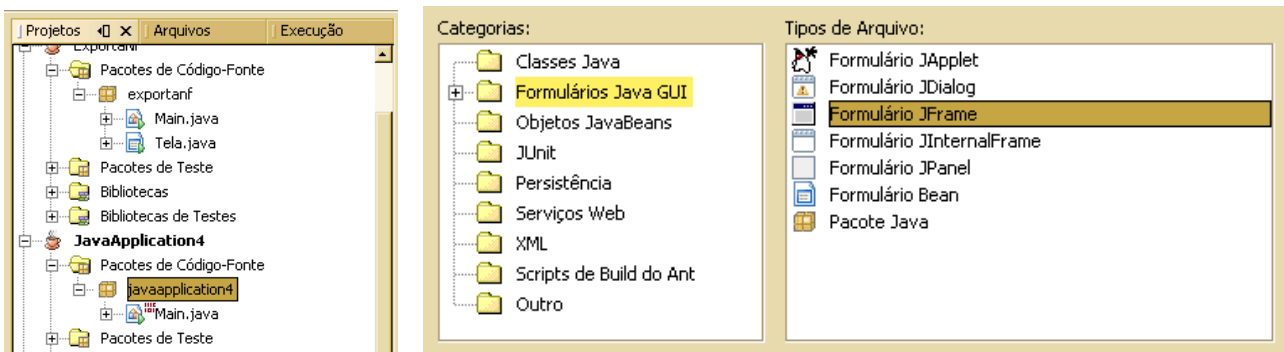 Projetos
Arquivos
Execução
ExportaNf
Pacotes de Código-Fonte
exportanf
Main.java
Tela.java
Pacotes de Teste
Bibliotecas
Bibliotecas de Testes
JavaApplication4
Pacotes de Código-Fonte
javaapplication4
Main.java
Pacotes de Teste
Categorias:
Classes Java
Formulários Java GUI
Objetos JavaBeans
JUnit
Persistência
Serviços Web
XML
Scripts de Build do Ant
Outro
Tipos de Arquivo:
Formulário JApplet
Formulário JDialog
Formulário JFrame
Formulário JInternalFrame
Formulário JPanel
Formulário Bean
Pacote Java